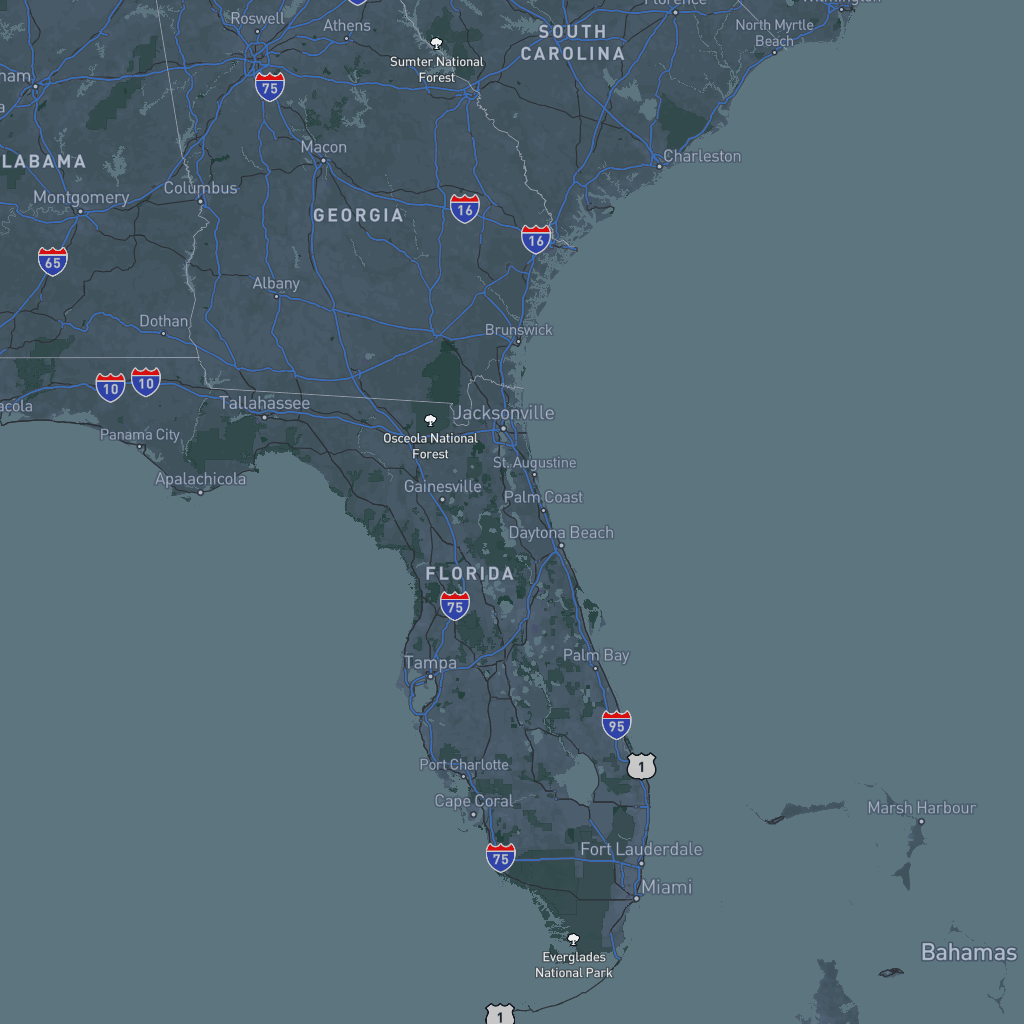 Roswell
Athens
Florence
Wilmington
North Myrtle
Beach
SOUTH
CAROLINA
Sumter National
Forest
75
Macon
Charleston
Montgomery
Columbus
GEORGIA
16
16
65
Albany
Dothan
Brunswick
10
10
Tallahassee
Jacksonville
Osceola National
Forest
Panama City
St. Augustine
Apalachicola
Gainesville
Palm Coast
Daytona Beach
FLORIDA
75
Tampa
Palm Bay
95
1
Port Charlotte
Cape Coral
Marsh Harbour
75
Fort Lauderdale
Miami
Everglades
National Park
Bahamas
1